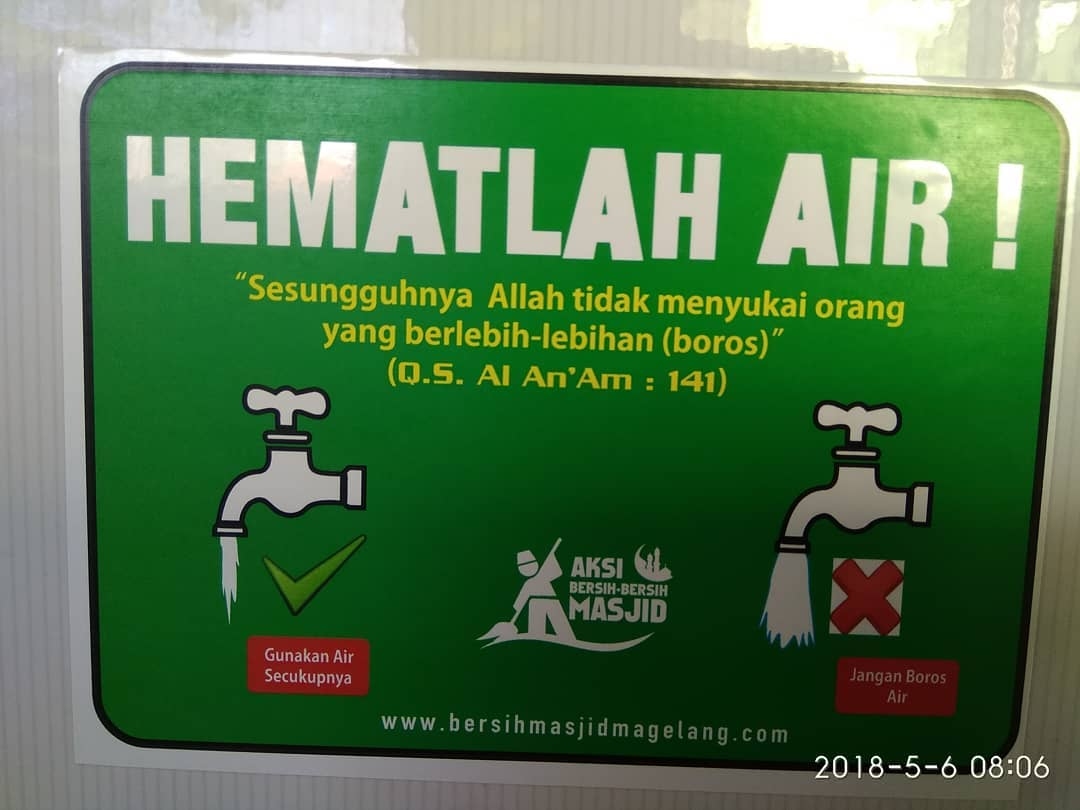 HEMATLAH AIR !
“Sesungguhnya Allah tidak menyukai orang
yang berlebih-lebihan (boros)”
(Q.S. Al An'Am : 141)
AKSI
BERSIH-BERSIH
MASJID
Gunakan Air
Secukupnya
Jangan Boros
Air
www.bersihmasjidmagelang.com
2018-5-6 08:06